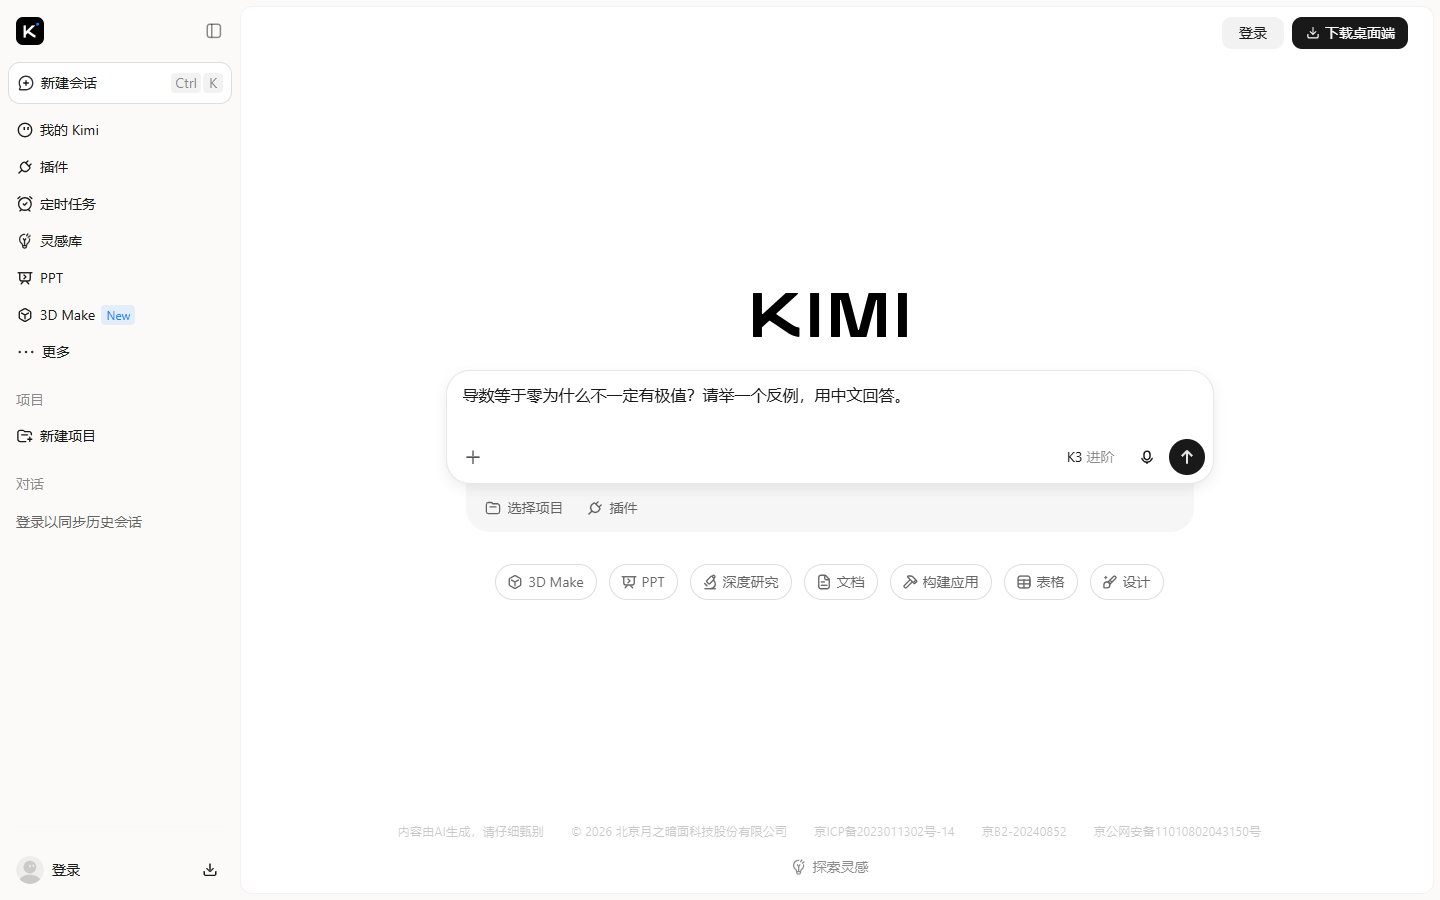 新建会话 Ctrl K
我的 Kimi
插件
定时任务
灵感库
PPT
3D Make New
更多
项目
新建项目
对话
登录以同步历史会话
登录
登录 下载桌面端
KIMI
导数等于零为什么不一定有极值？请举一个反例，用中文回答。
K3 进阶
选择项目 插件
3D Make PPT 深度研究 文档 构建应用 表格 设计
内容由AI生成，请仔细甄别 © 2026 北京月之暗面科技股份有限公司 京ICP备2023011302号-14 京B2-20240852 京公网安备11010802043150号
探索灵感